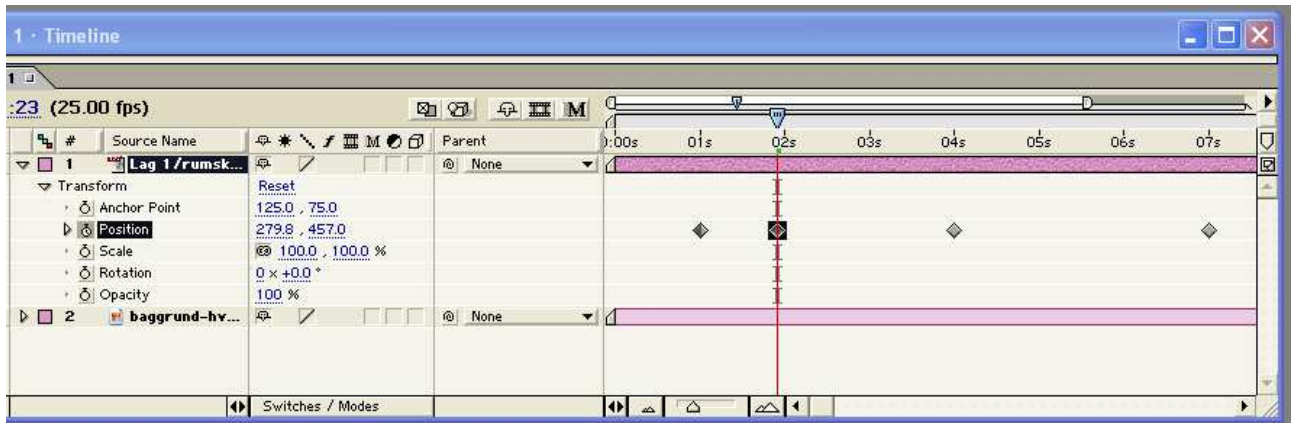 1 · Timeline
1
:23 (25.00 fps) M
# Source Name M Parent :00s 01s 02s 03s 04s 05s 06s 07s
1 Lag 1/rumsk... None
Transform Reset
Anchor Point 125.0 , 75.0
Position 279.8 , 457.0
Scale 100.0 , 100.0 %
Rotation 0 x +0.0 °
Opacity 100 %
2 baggrund-hv... None
Switches / Modes